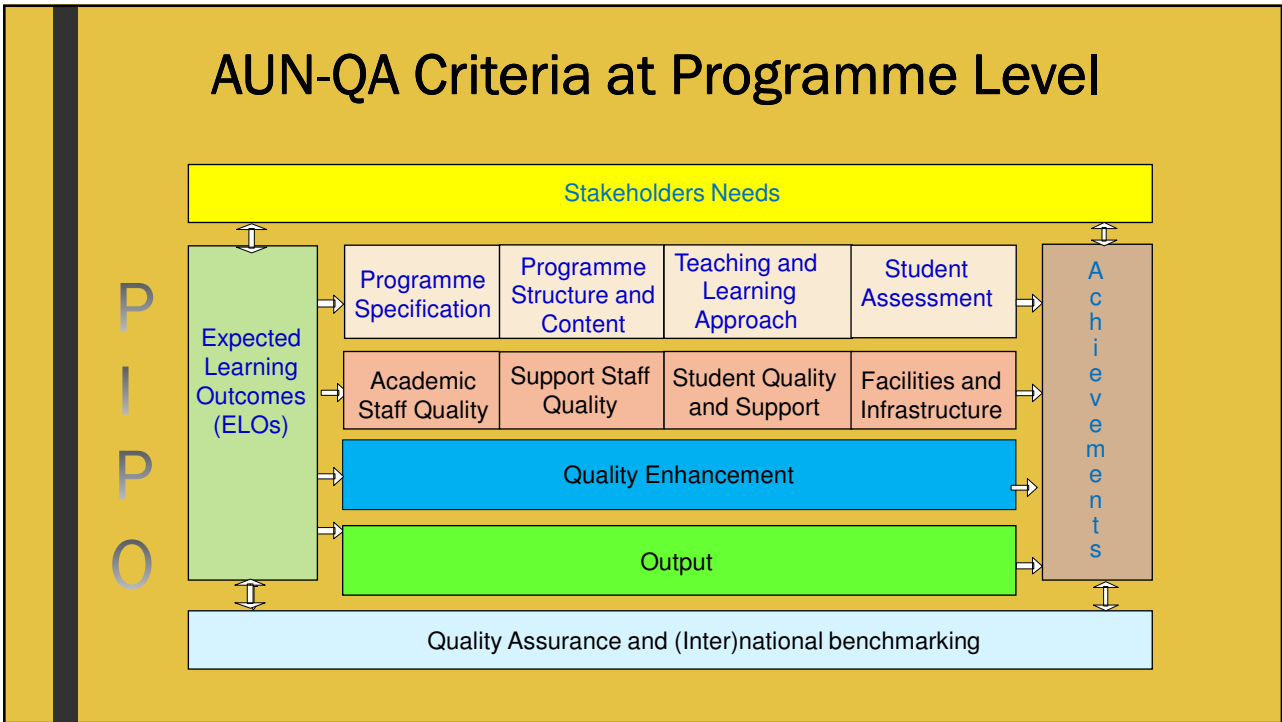 AUN-QA Criteria at Programme Level
Stakeholders Needs
P
I
P
O
Expected
Learning
Outcomes
(ELOs)
Programme
Specification
Programme
Structure and
Content
Teaching and
Learning
Approach
Student
Assessment
Academic
Staff Quality
Support Staff
Quality
Student Quality
and Support
Facilities and
Infrastructure
Quality Enhancement
Output
A
c
h
i
e
v
e
m
e
n
t
s
Quality Assurance and (Inter)national benchmarking